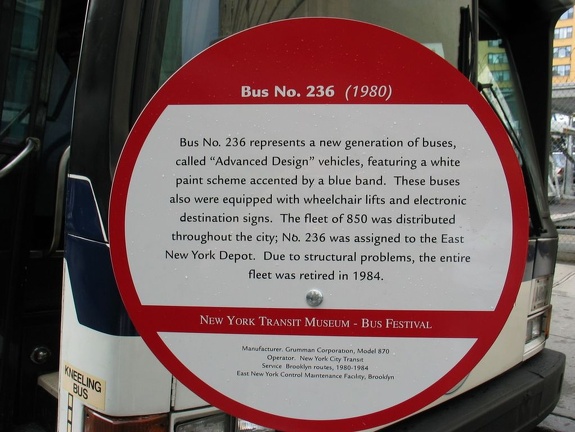 Bus No. 236 (1980)
Bus No. 236 represents a new generation of buses,
called "Advanced Design" vehicles, featuring a white
paint scheme accented by a blue band. These buses
also were equipped with wheelchair lifts and electronic
destination signs. The fleet of 850 was distributed
throughout the city; No. 236 was assigned to the East
New York Depot. Due to structural problems, the entire
fleet was retired in 1984.
NEW YORK TRANSIT MUSEUM - BUS FESTIVAL
Manufacturer. Grumman Corporation, Model 870
Operator. New York City Transit
Service Brooklyn routes, 1980-1984
East New York Control Maintenance Facility, Brooklyn
KNEELING
BUS